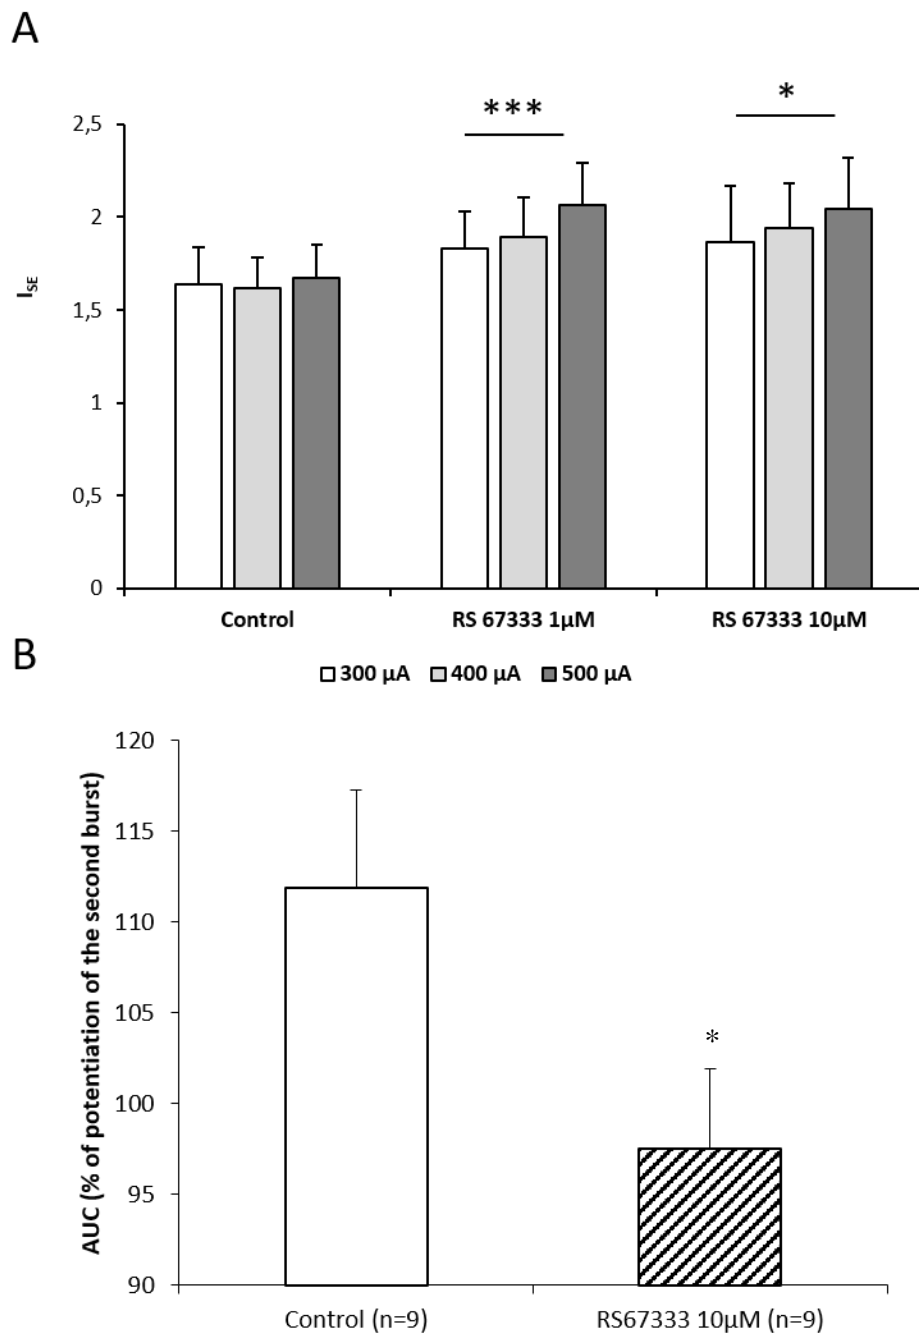 A
***
*
2,5
2
1,5
1
0,5
0
I_SE
Control
RS 67333 1µM
RS 67333 10µM
B
300 µA
400 µA
500 µA
120
115
110
105
100
95
90
AUC (% of potentiation of the second burst)
*
Control (n=9)
RS67333 10µM (n=9)